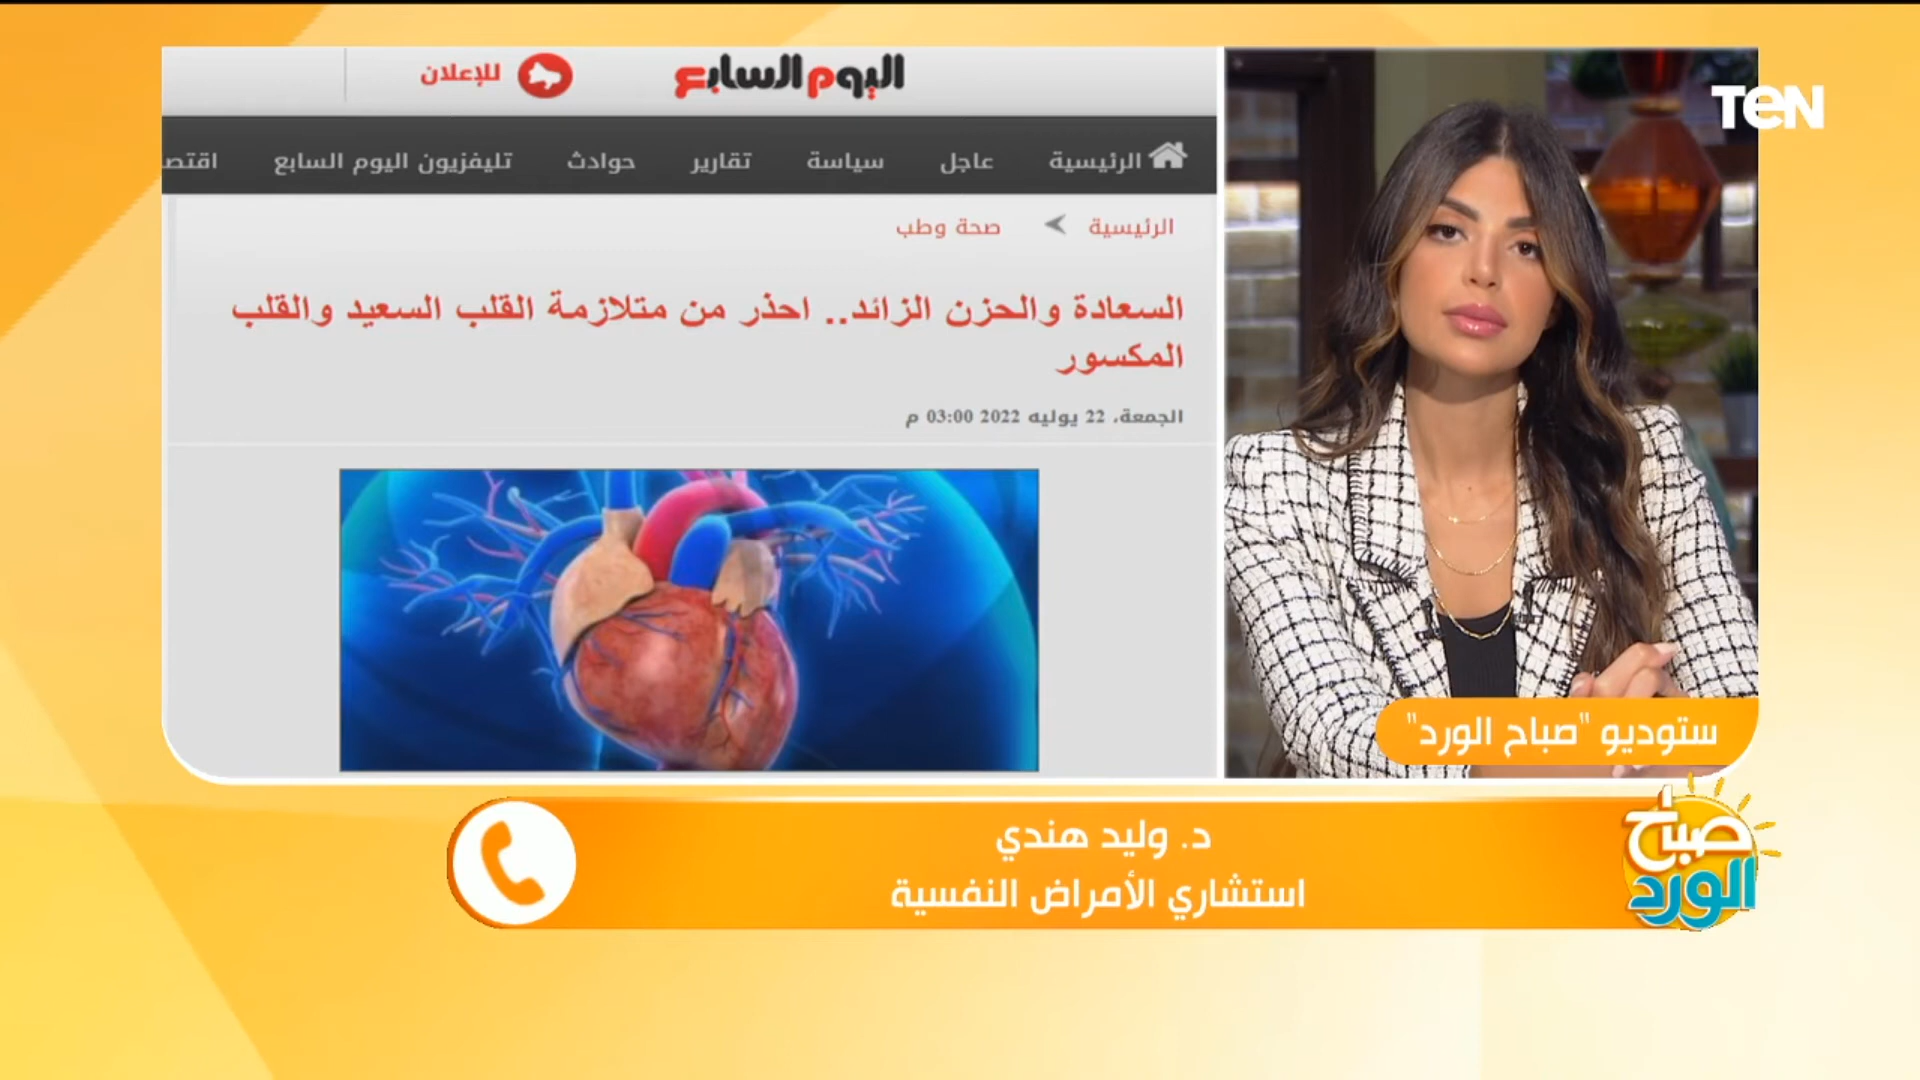 TEN
اليوم السابع
للإعلان
الرئيسية عاجل سياسة تقارير حوادث تليفزيون اليوم السابع اقتص
الرئيسية صحة وطب
السعادة والحزن الزائد.. احذر من متلازمة القلب السعيد والقلب
المكسور
الجمعة، 22 يوليه 2022 03:00 م
ستوديو "صباح الورد"
د. وليد هندي
استشاري الأمراض النفسية
صباح
الورد